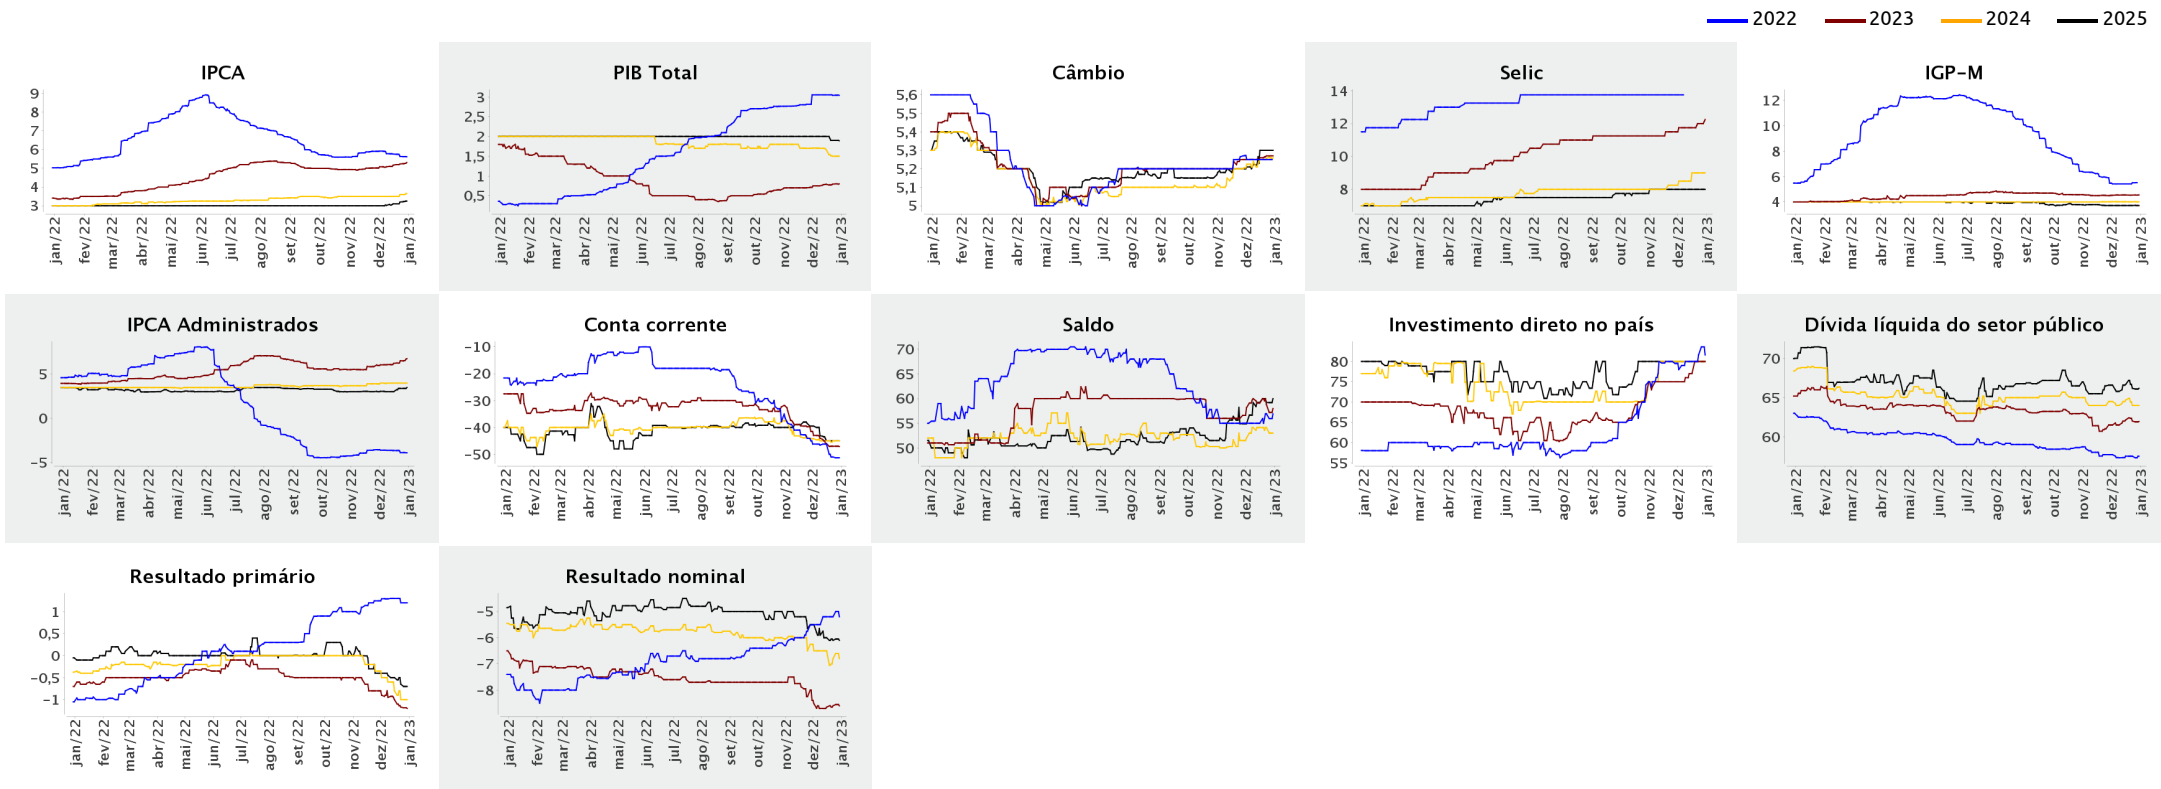 2022 2023 2024 2025
IPCA
9
8
7
6
5
4
3
jan/22 fev/22 mar/22 abr/22 mai/22 jun/22 jul/22 ago/22 set/22 out/22 nov/22 dez/22 jan/23
PIB Total
3
2,5
2
1,5
1
0,5
jan/22 fev/22 mar/22 abr/22 mai/22 jun/22 jul/22 ago/22 set/22 out/22 nov/22 dez/22 jan/23
Câmbio
5,6
5,5
5,4
5,3
5,2
5,1
5
jan/22 fev/22 mar/22 abr/22 mai/22 jun/22 jul/22 ago/22 set/22 out/22 nov/22 dez/22 jan/23
Selic
14
12
10
8
jan/22 fev/22 mar/22 abr/22 mai/22 jun/22 jul/22 ago/22 set/22 out/22 nov/22 dez/22 jan/23
IGP-M
12
10
8
6
4
jan/22 fev/22 mar/22 abr/22 mai/22 jun/22 jul/22 ago/22 set/22 out/22 nov/22 dez/22 jan/23
IPCA Administrados
5
0
-5
jan/22 fev/22 mar/22 abr/22 mai/22 jun/22 jul/22 ago/22 set/22 out/22 nov/22 dez/22 jan/23
Conta corrente
-10
-20
-30
-40
-50
jan/22 fev/22 mar/22 abr/22 mai/22 jun/22 jul/22 ago/22 set/22 out/22 nov/22 dez/22 jan/23
Saldo
70
65
60
55
50
jan/22 fev/22 mar/22 abr/22 mai/22 jun/22 jul/22 ago/22 set/22 out/22 nov/22 dez/22 jan/23
Investimento direto no país
80
75
70
65
60
55
jan/22 fev/22 mar/22 abr/22 mai/22 jun/22 jul/22 ago/22 set/22 out/22 nov/22 dez/22 jan/23
Dívida líquida do setor público
70
65
60
jan/22 fev/22 mar/22 abr/22 mai/22 jun/22 jul/22 ago/22 set/22 out/22 nov/22 dez/22 jan/23
Resultado primário
1
0,5
0
-0,5
-1
jan/22 fev/22 mar/22 abr/22 mai/22 jun/22 jul/22 ago/22 set/22 out/22 nov/22 dez/22 jan/23
Resultado nominal
-5
-6
-7
-8
jan/22 fev/22 mar/22 abr/22 mai/22 jun/22 jul/22 ago/22 set/22 out/22 nov/22 dez/22 jan/23